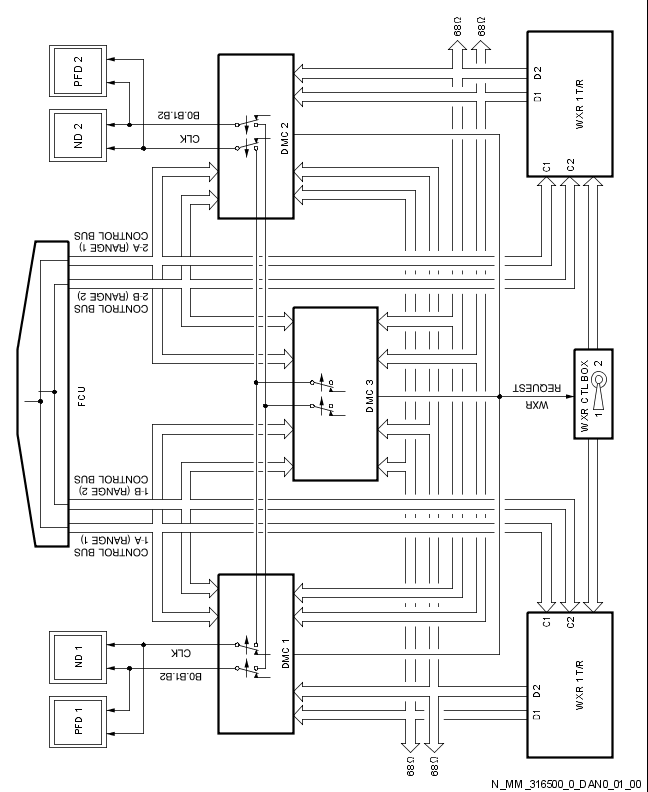 68Ω
68Ω
PFD 2
ND 2
B0.B1.B2
CLK
DMC 2
D2
D1
WXR 1 T/R
C1
C2
CONTROL BUS
2-A (RANGE 1)
2-B (RANGE 2)
CONTROL BUS
FCU
DMC 3
WXR
REQUEST
WXR CTL BOX
1
2
CONTROL BUS
1-B (RANGE 2)
1-A (RANGE 1)
CONTROL BUS
C1
C2
ND 1
PFD 1
CLK
B0.B1.B2
DMC 1
D2
D1
WXR 1 T/R
68Ω
68Ω
N_MM_316500_0_DAN0_01_00